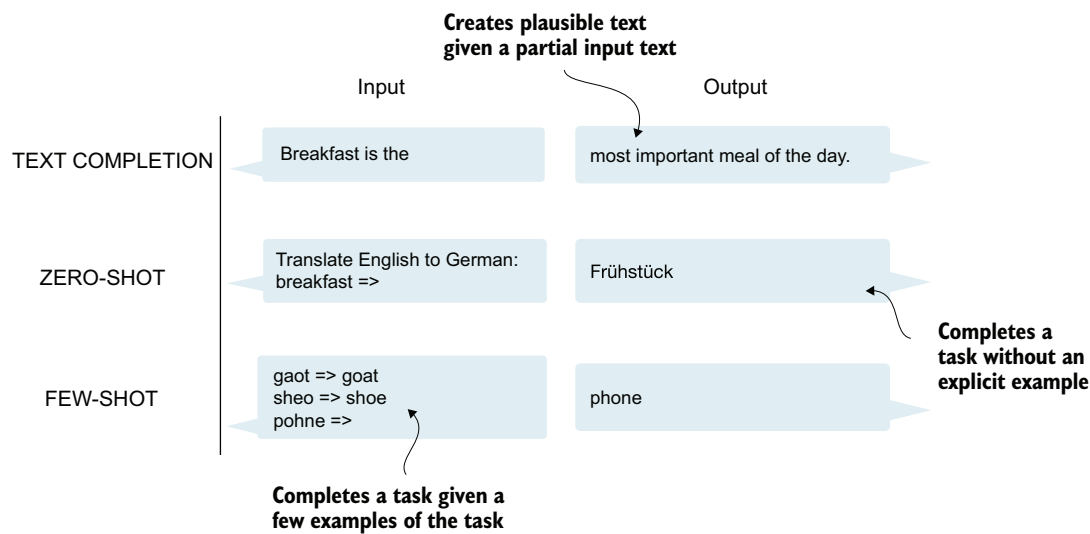 Creates plausible text
given a partial input text
Input
Output
TEXT COMPLETION
Breakfast is the
most important meal of the day.
ZERO-SHOT
Translate English to German:
breakfast =>
Frühstück
Completes a
task without an
explicit example
FEW-SHOT
gaot => goat
sheo => shoe
pohne =>
phone
Completes a task given a
few examples of the task